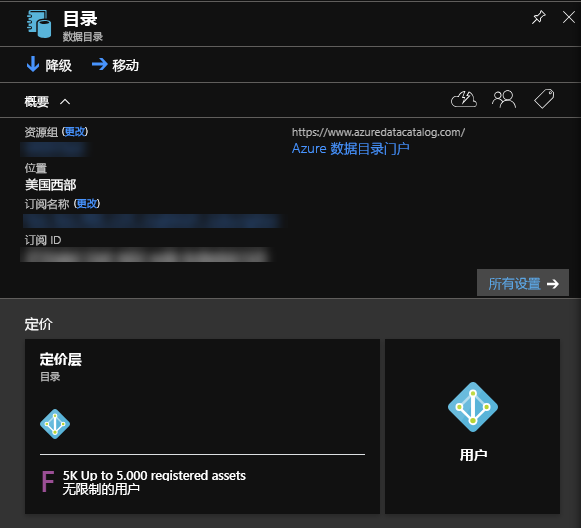 目录
数据目录
降级
移动
概要
资源组 (更改)
https://www.azuredatacatalog.com/
Azure 数据目录门户
位置
美国西部
订阅名称 (更改)
订阅 ID
所有设置
定价
定价层
目录
F
5K Up to 5.000 registered assets
无限制的用户
用户